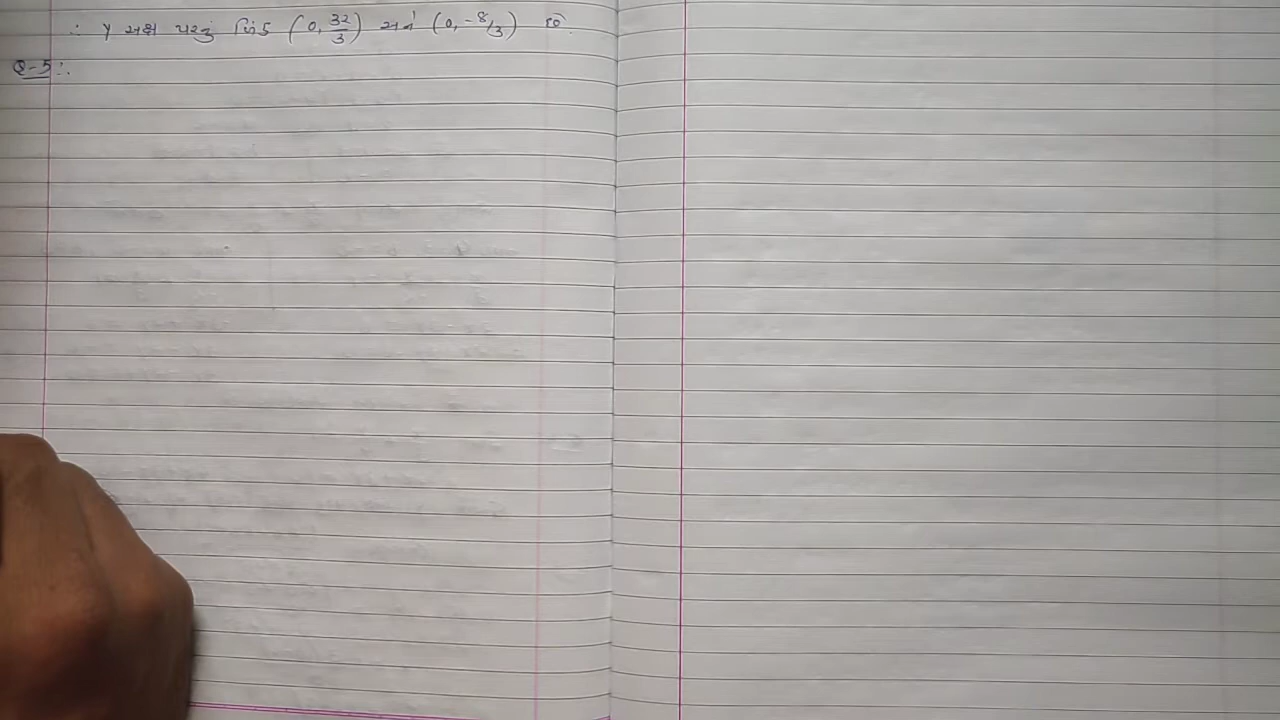 ∴ Y અક્ષ પરનું બિંદુ (0, 32/3) અને (0, -8/3) છે.
Q-5 :.